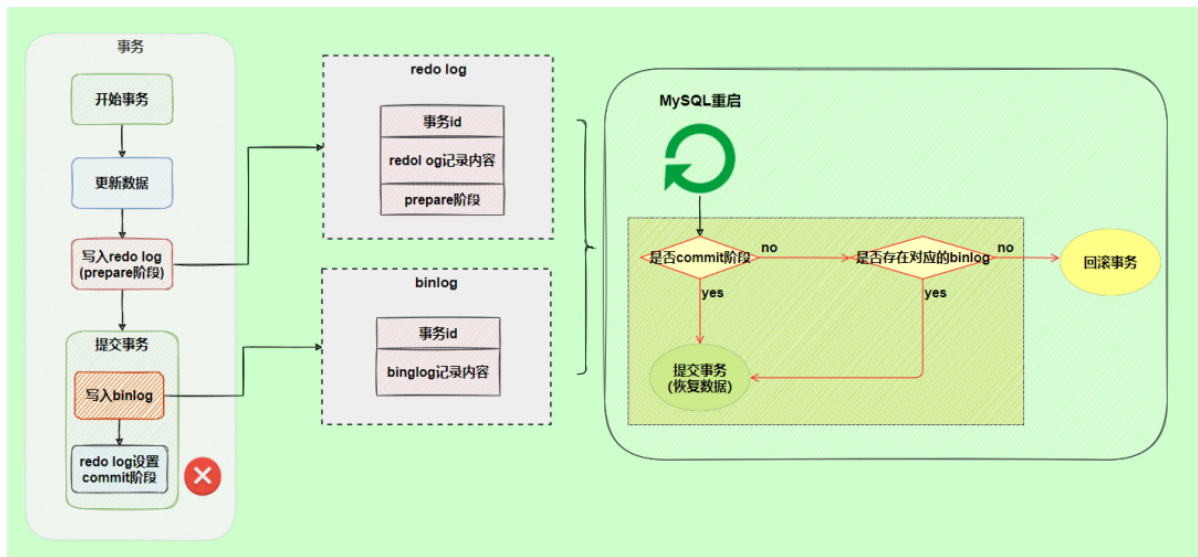 事务
开始事务
更新数据
写入redo log
(prepare阶段)
提交事务
写入binlog
redo log设置
commit阶段
redo log
事务id
redol og记录内容
prepare阶段
binlog
事务id
binglog记录内容
MySQL重启
是否commit阶段
no
是否存在对应的binlog
no
回滚事务
yes
yes
提交事务
(恢复数据)